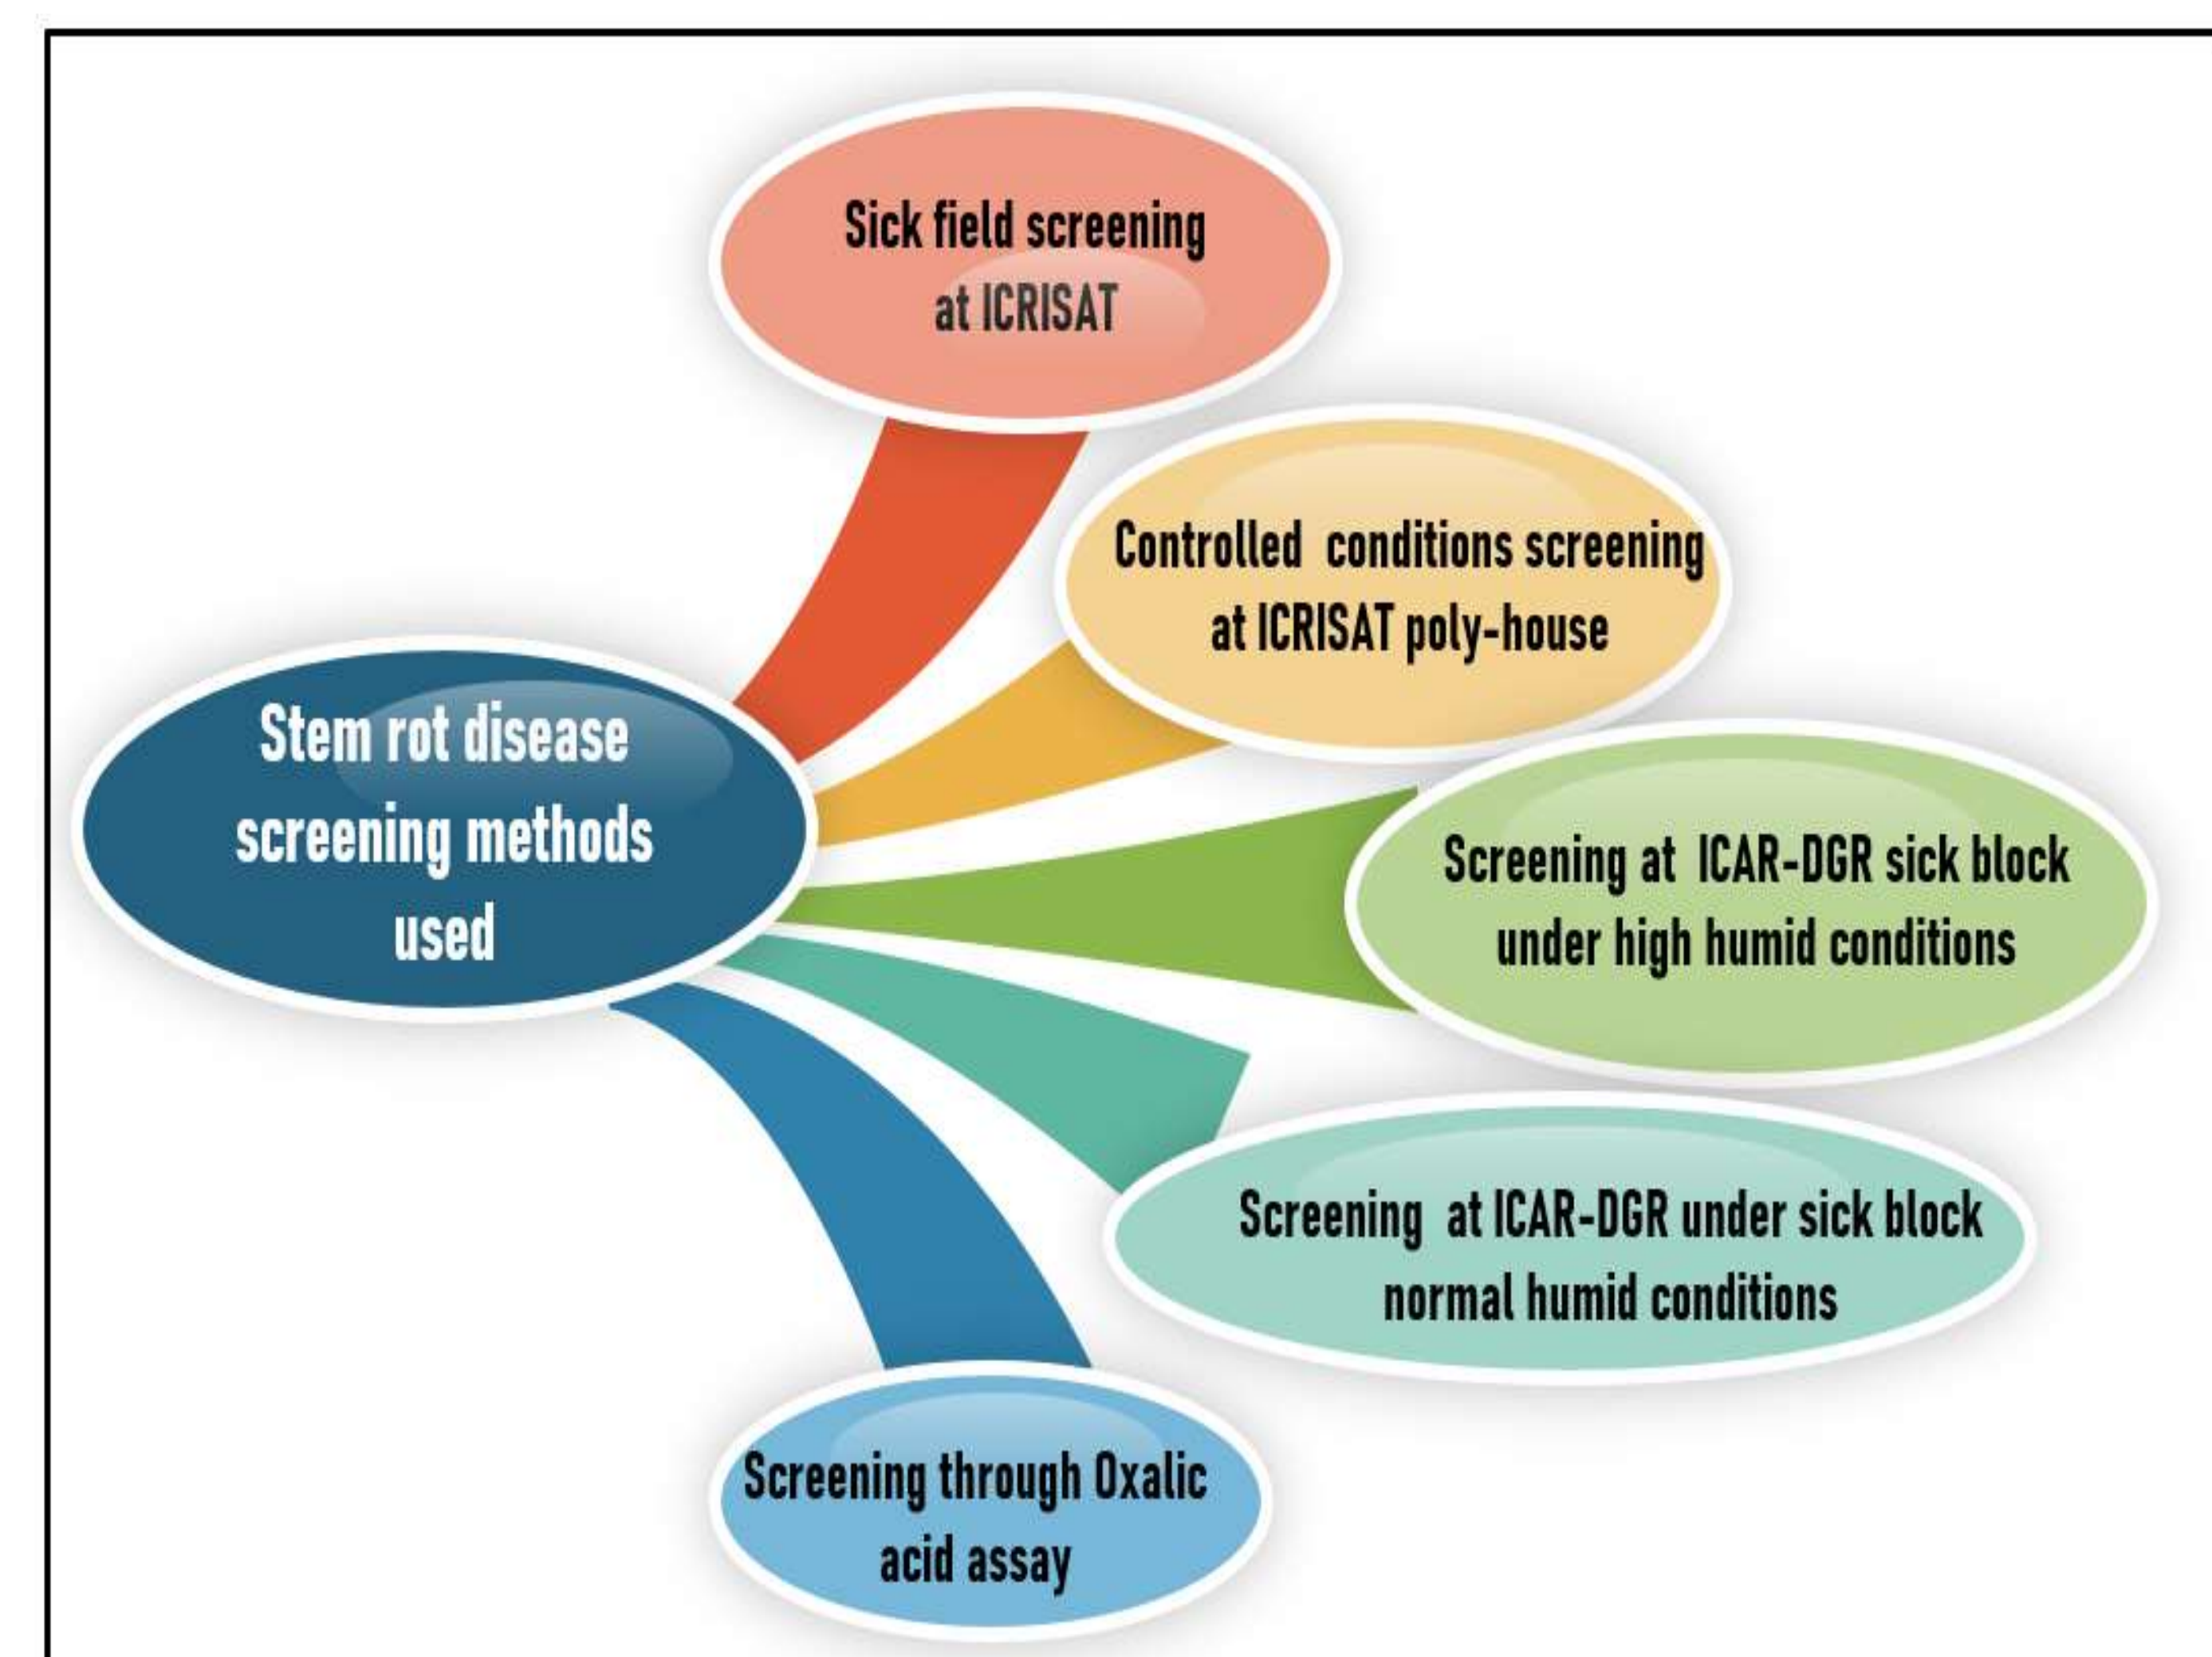 Sick field screening
at ICRISAT
Controlled conditions screening
at ICRISAT poly-house
Stem rot disease
screening methods
used
Screening at ICAR-DGR sick block
under high humid conditions
Screening at ICAR-DGR under sick block
normal humid conditions
Screening through Oxalic
acid assay